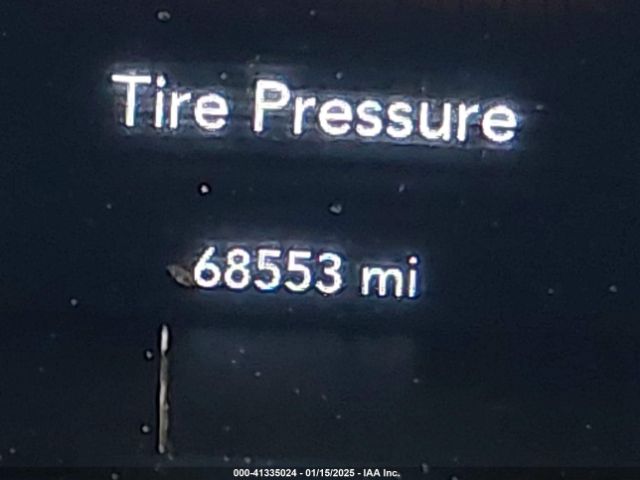 Tire Pressure
68553 mi
000-41335024 - 01/15/2025 - IAA Inc.